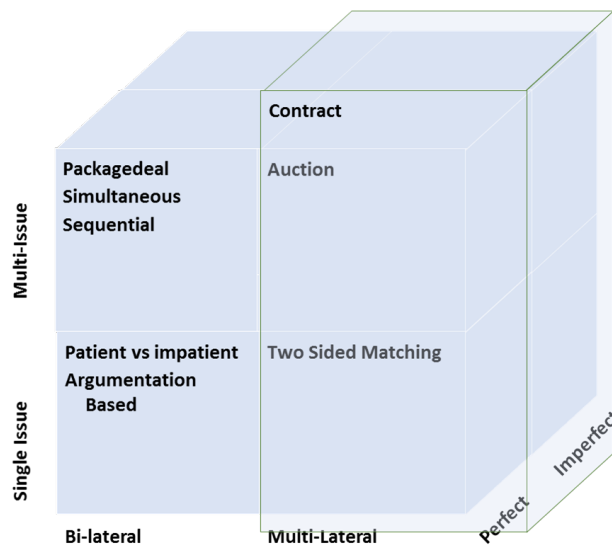 Contract
Multi-Issue
Packagedeal
Simultaneous
Sequential
Auction
Single Issue
Patient vs impatient
Argumentation
Based
Two Sided Matching
Bi-lateral
Multi-Lateral
Perfect
Imperfect